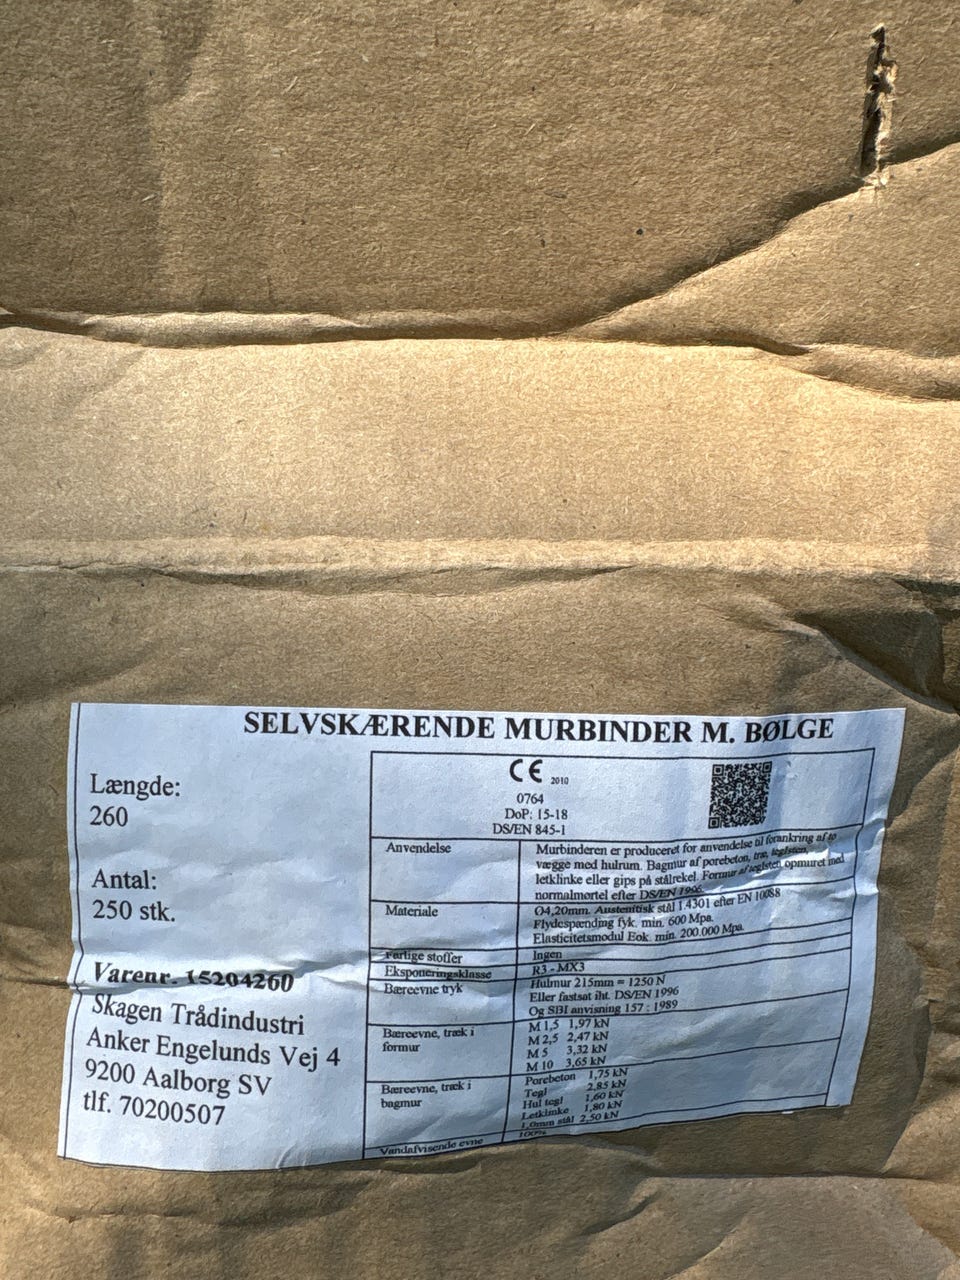 SELVSKÆRENDE MURBINDER M. BØLGE
Længde:
260
Antal:
250 stk.
Varenr. 15204260
Skagen Trådindustri
Anker Engelunds Vej 4
9200 Aalborg SV
tlf. 70200507
CE 2010
0764
DoP: 15-18
DS/EN 845-1
Anvendelse
Murbinderen er produceret for anvendelse til forankring af to
vægge med hulrum. Bagmur af porebeton, træ, teglsten,
letklinke eller gips på stålrekel. Formur af teglsten opmuret med
normalmørtel efter DS/EN 1996.
Materiale
Ø4,20mm. Austenitisk stål 1.4301 efter EN 10088
Flydespænding fyk. min. 600 Mpa.
Elasticitetsmodul Eok. min. 200.000 Mpa.
Farlige stoffer
Ingen
Eksponeringsklasse
R3 - MX3
Bæreevne tryk
Hulmur 215mm = 1250 N
Eller fastsat iht. DS/EN 1996
Og SBI anvisning 157 : 1989
Bæreevne, træk i
formur
M 1,5 1,97 kN
M 2,5 2,47 kN
M 5 3,32 kN
M 10 3,65 kN
Bæreevne, træk i
bagmur
Porebeton 1,75 kN
Tegl 2,85 kN
Hul tegl 1,60 kN
Letklinke 1,80 kN
1,0mm stål 2,50 kN
Vandafvisende evne
100%